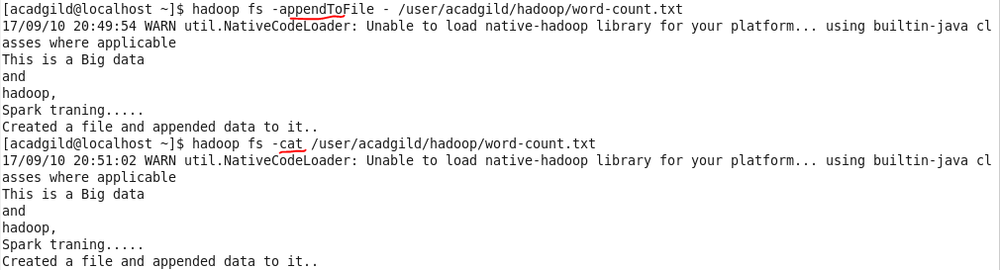 [acadgild@localhost ~]$ hadoop fs -appendToFile - /user/acadgild/hadoop/word-count.txt
17/09/10 20:49:54 WARN util.NativeCodeLoader: Unable to load native-hadoop library for your platform... using builtin-java cl
asses where applicable
This is a Big data
and
hadoop,
Spark traning.....
Created a file and appended data to it..
[acadgild@localhost ~]$ hadoop fs -cat /user/acadgild/hadoop/word-count.txt
17/09/10 20:51:02 WARN util.NativeCodeLoader: Unable to load native-hadoop library for your platform... using builtin-java cl
asses where applicable
This is a Big data
and
hadoop,
Spark traning.....
Created a file and appended data to it..